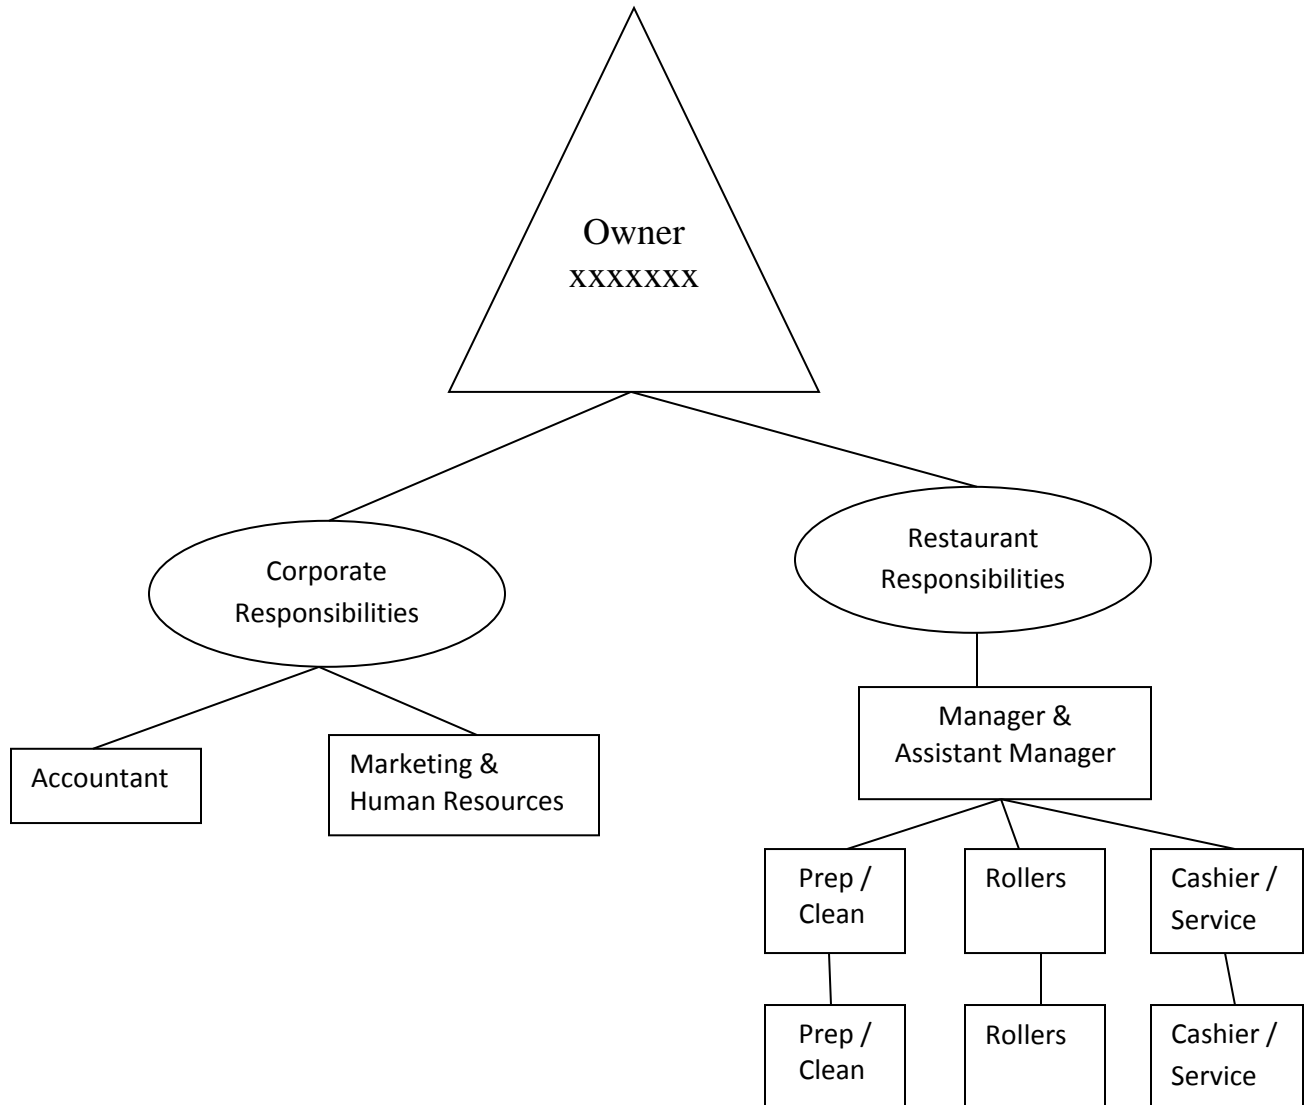 Owner
xxxxxxx
Corporate
Responsibilities
Restaurant
Responsibilities
Accountant
Marketing &
Human Resources
Manager &
Assistant Manager
Prep /
Clean
Rollers
Cashier /
Service
Prep /
Clean
Rollers
Cashier /
Service